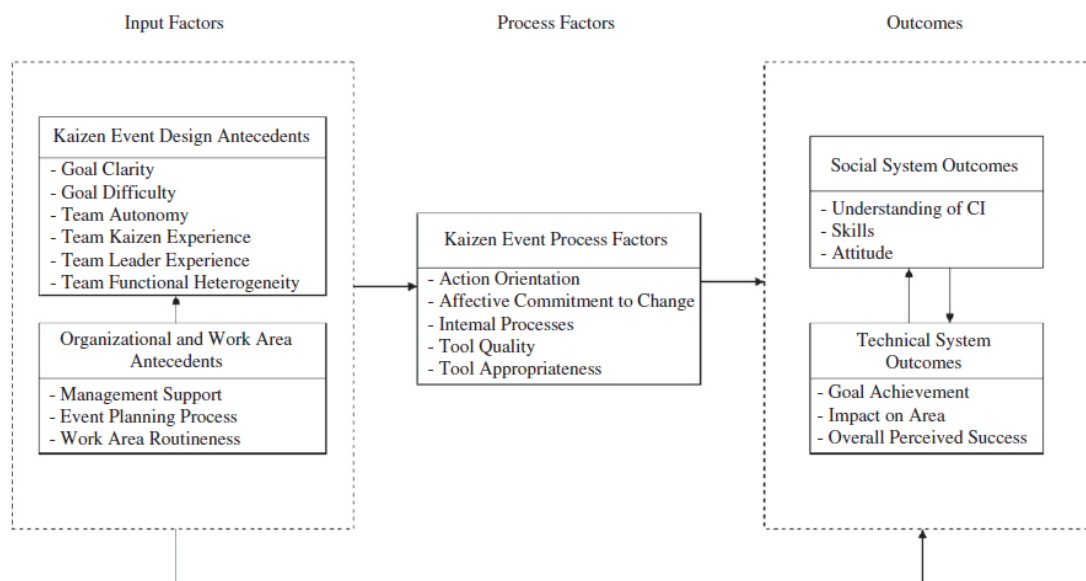 Input Factors
Process Factors
Outcomes
Kaizen Event Design Antecedents
- Goal Clarity
- Goal Difficulty
- Team Autonomy
- Team Kaizen Experience
- Team Leader Experience
- Team Functional Heterogeneity
Organizational and Work Area
Antecedents
- Management Support
- Event Planning Process
- Work Area Routineness
Kaizen Event Process Factors
- Action Orientation
- Affective Commitment to Change
- Internal Processes
- Tool Quality
- Tool Appropriateness
Social System Outcomes
- Understanding of CI
- Skills
- Attitude
Technical System
Outcomes
- Goal Achievement
- Impact on Area
- Overall Perceived Success